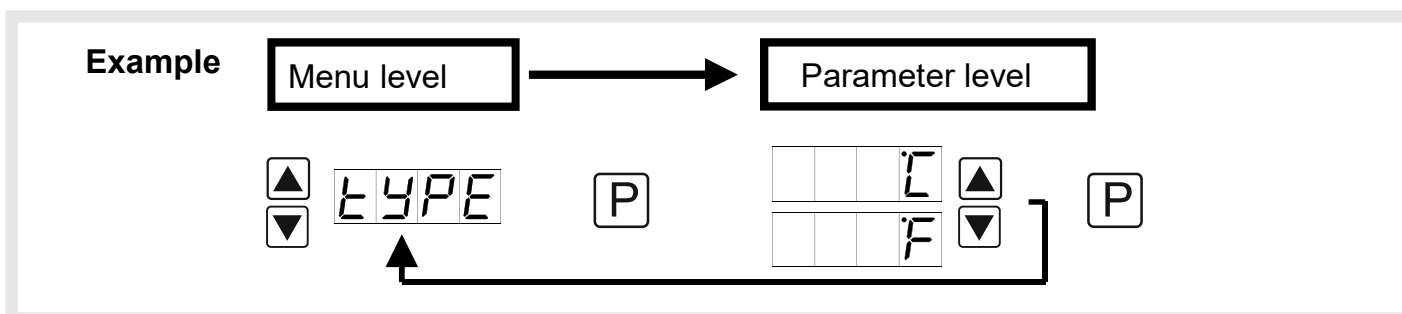 Example
Menu level
Parameter level
tYPE
P
°C
°F
P